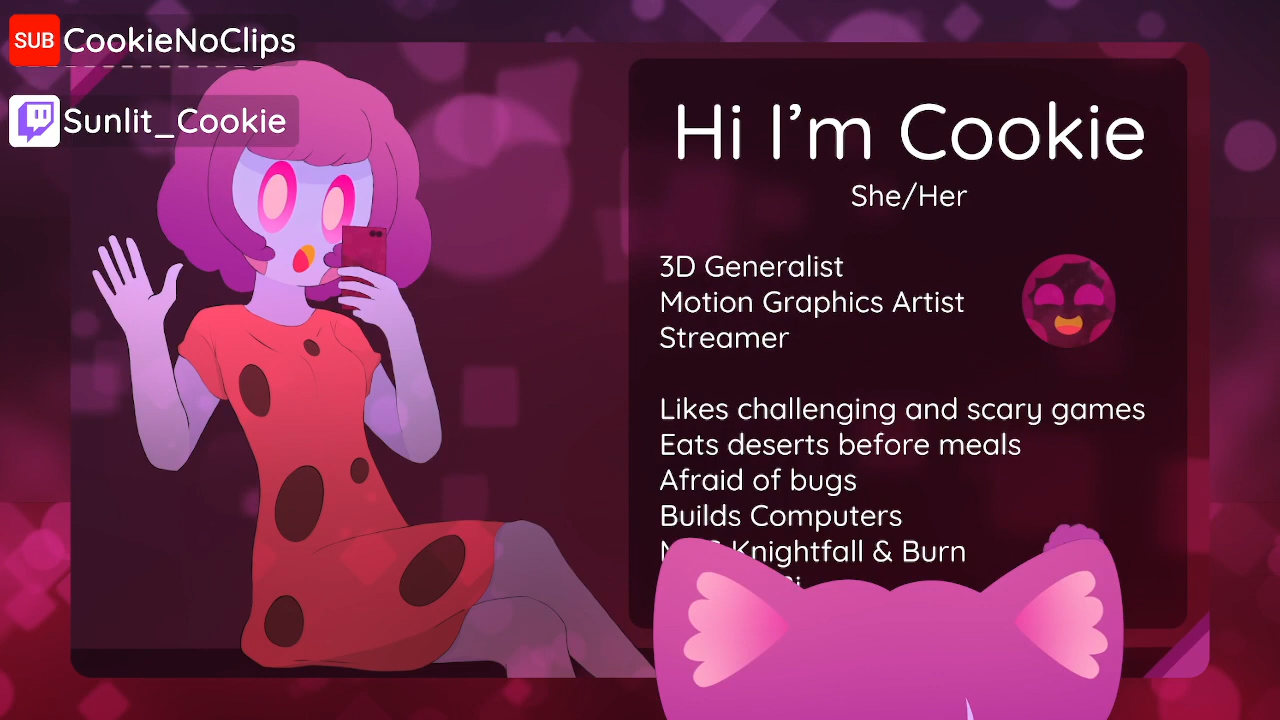 SUB CookieNoClips
Sunlit_Cookie
Hi I'm Cookie
She/Her
3D Generalist
Motion Graphics Artist
Streamer
Likes challenging and scary games
Eats deserts before meals
Afraid of bugs
Builds Computers
Knightfall & Burn